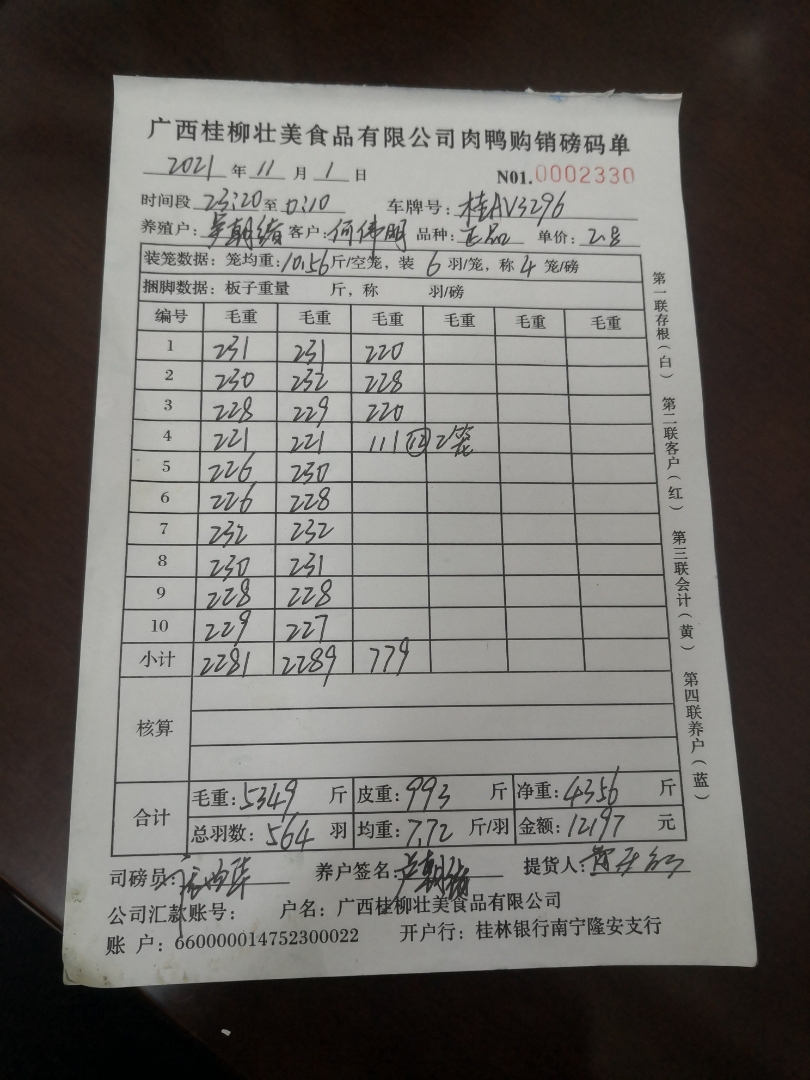 广西桂柳壮美食品有限公司肉鸭购销磅码单
2021 年 11 月 1 日 N01.0002330
时间段 23:20 至 0:10 车牌号: 桂AV3296
养殖户: 朝绪 客户: 何伟明 品种: 正品 单价: 2.8
装笼数据: 笼均重: 10.56 斤/空笼, 装 6 羽/笼, 称 4 笼/磅
捆脚数据: 板子重量 斤, 称 羽/磅
编号 毛重 毛重 毛重 毛重 毛重 毛重
1 231 231 220
2 230 232 228
3 228 229 220
4 221 221 111 ⑫ 2笼
5 226 230
6 226 228
7 232 232
8 230 231
9 228 228
10 229 227
小计 2281 2289 779
核算
合计 毛重: 5349 斤 皮重: 993 斤 净重: 4356 斤
总羽数: 564 羽 均重: 7.72 斤/羽 金额: 12197 元
司磅员: 养户签名: 朝绪 提货人:
公司汇款账号: 户名: 广西桂柳壮美食品有限公司
账 户: 660000014752300022 开户行: 桂林银行南宁隆安支行
第一联存根(白) 第二联客户(红) 第三联会计(黄) 第四联养户(蓝)